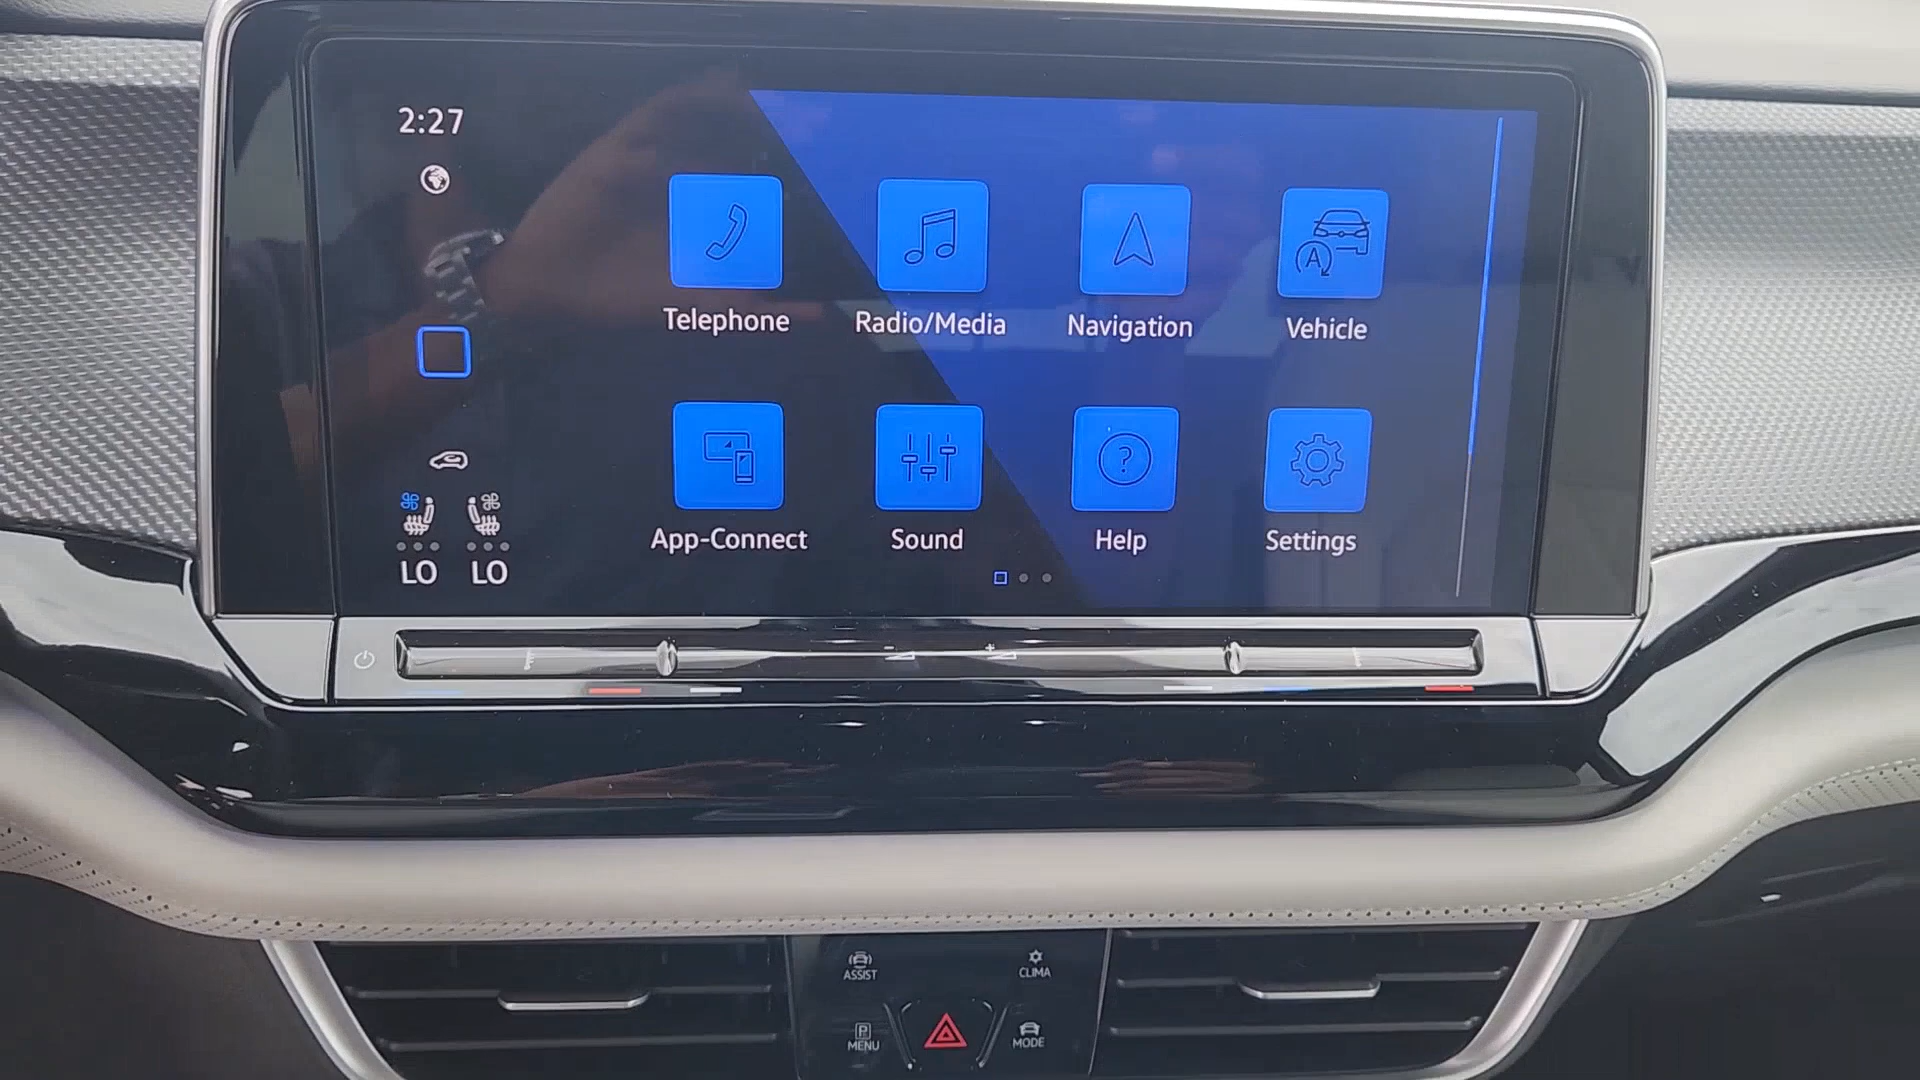 2:27
Telephone
Radio/Media
Navigation
A
Vehicle
App-Connect
Sound
?
Help
Settings
LO LO
- +
ASSIST
CLIMA
P
MENU
MODE